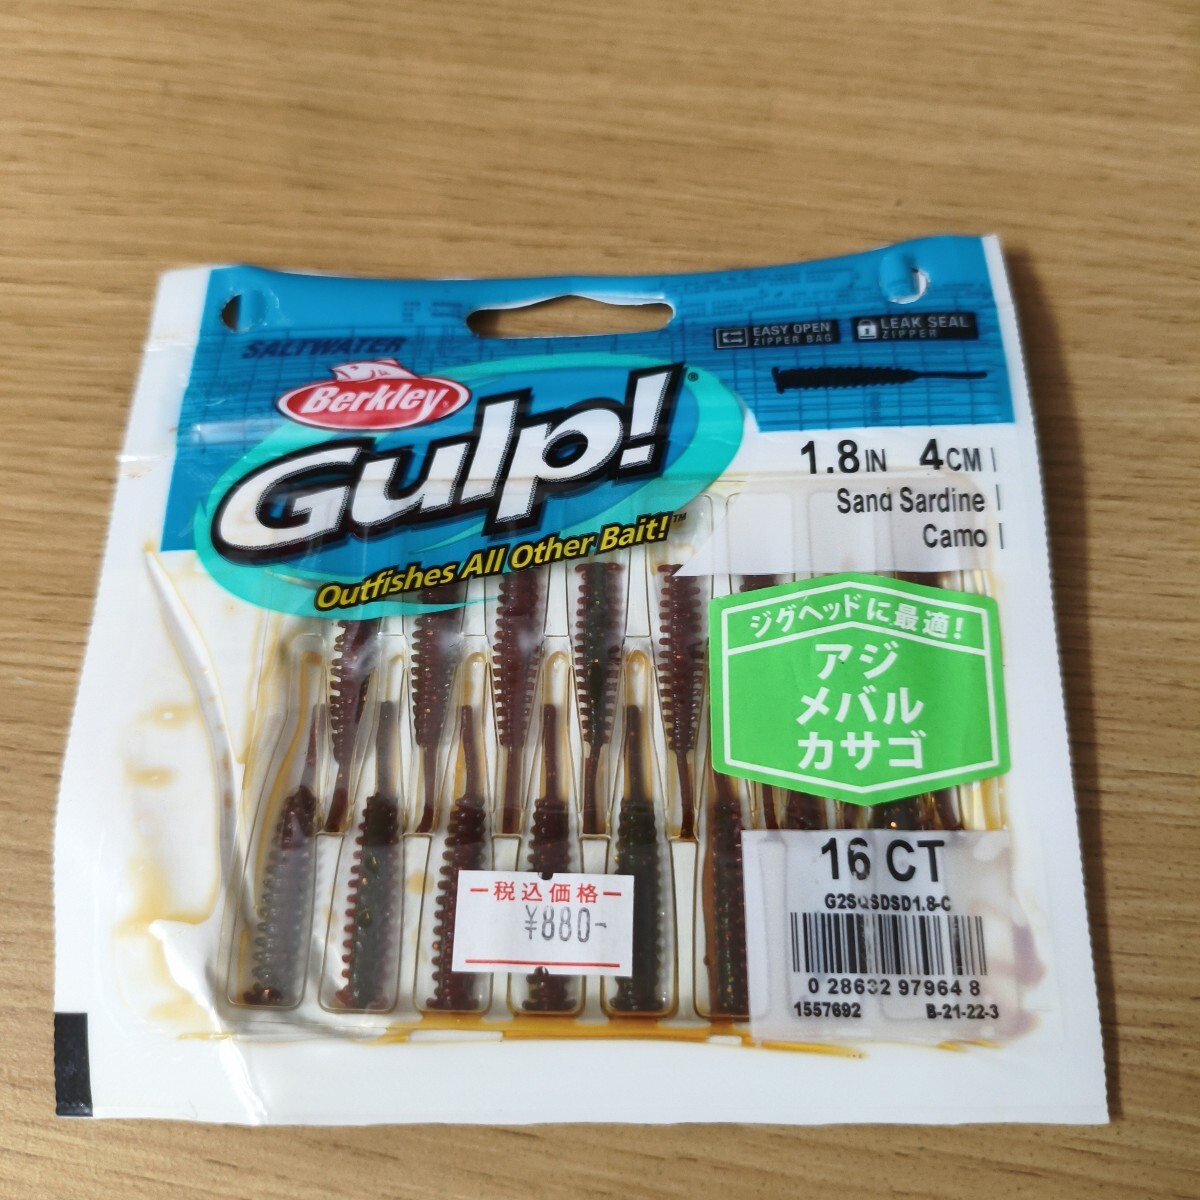 SALTWATER
Berkley
Gulp!
Outfishes All Other Bait!™
EASY OPEN
ZIPPER BAG
LEAK SEAL
ZIPPER
1.8IN 4CM
Sand Sardine
Camo
ジグヘッドに最適!
アジ
メバル
カサゴ
税込価格
¥880-
16 CT
G2SQSDSD1.8-C
0 28632 97964 8
1557692 B-21-22-3